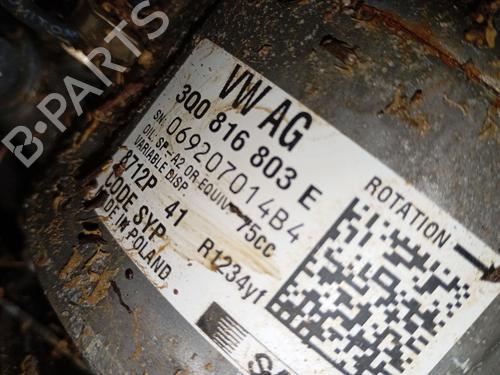 B-PARTS
VW AG
3Q0 816 803 E
SN: 069207014B4
OIL SP-A2 OR EQUIV. 75cc
VARIABLE DISP.
8712P 41 R1234yf
CODE SYP
MADE IN POLAND
ROTATION